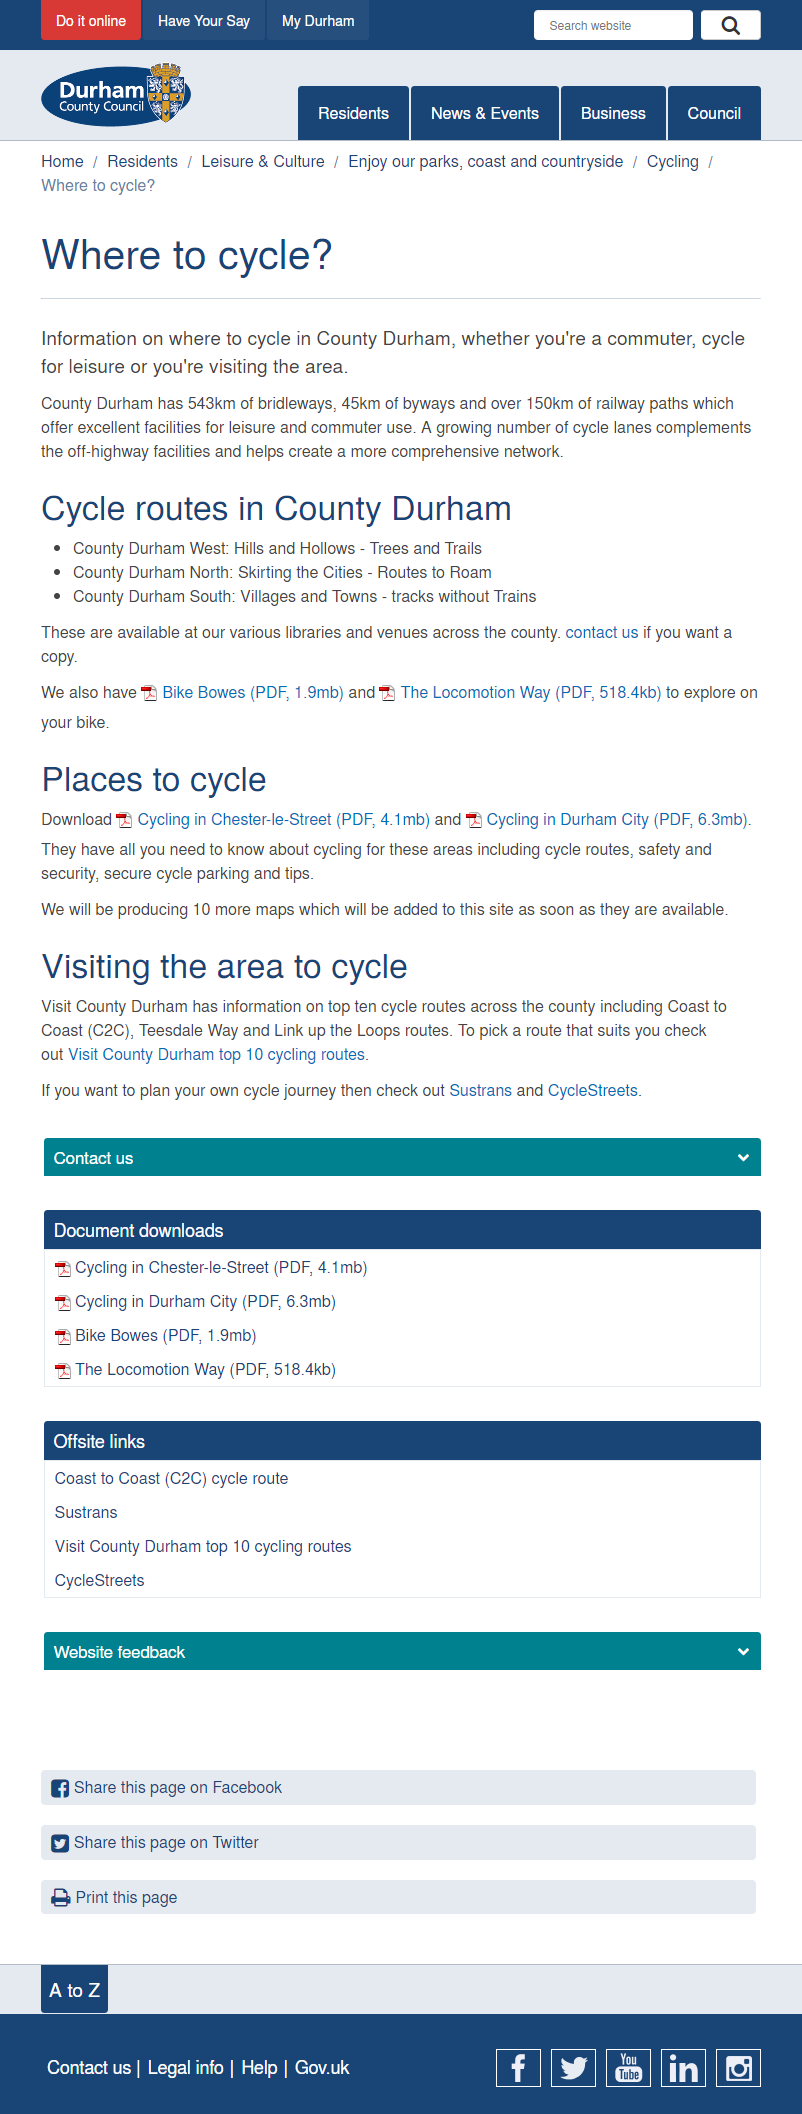 Do it online Have Your Say My Durham Search website
Durham
County Council
Residents News & Events Business Council
Home / Residents / Leisure & Culture / Enjoy our parks, coast and countryside / Cycling /
Where to cycle?
Where to cycle?
Information on where to cycle in County Durham, whether you're a commuter, cycle
for leisure or you're visiting the area.
County Durham has 543km of bridleways, 45km of byways and over 150km of railway paths which
offer excellent facilities for leisure and commuter use. A growing number of cycle lanes complements
the off-highway facilities and helps create a more comprehensive network.
Cycle routes in County Durham
• County Durham West: Hills and Hollows - Trees and Trails
• County Durham North: Skirting the Cities - Routes to Roam
• County Durham South: Villages and Towns - tracks without Trains
These are available at our various libraries and venues across the county. contact us if you want a
copy.
We also have Bike Bowes (PDF, 1.9mb) and The Locomotion Way (PDF, 518.4kb) to explore on
your bike.
Places to cycle
Download Cycling in Chester-le-Street (PDF, 4.1mb) and Cycling in Durham City (PDF, 6.3mb).
They have all you need to know about cycling for these areas including cycle routes, safety and
security, secure cycle parking and tips.
We will be producing 10 more maps which will be added to this site as soon as they are available.
Visiting the area to cycle
Visit County Durham has information on top ten cycle routes across the county including Coast to
Coast (C2C), Teesdale Way and Link up the Loops routes. To pick a route that suits you check
out Visit County Durham top 10 cycling routes.
If you want to plan your own cycle journey then check out Sustrans and CycleStreets.
Contact us
Document downloads
Cycling in Chester-le-Street (PDF, 4.1mb)
Cycling in Durham City (PDF, 6.3mb)
Bike Bowes (PDF, 1.9mb)
The Locomotion Way (PDF, 518.4kb)
Offsite links
Coast to Coast (C2C) cycle route
Sustrans
Visit County Durham top 10 cycling routes
CycleStreets
Website feedback
Share this page on Facebook
Share this page on Twitter
Print this page
A to Z
Contact us | Legal info | Help | Gov.uk You Tube in